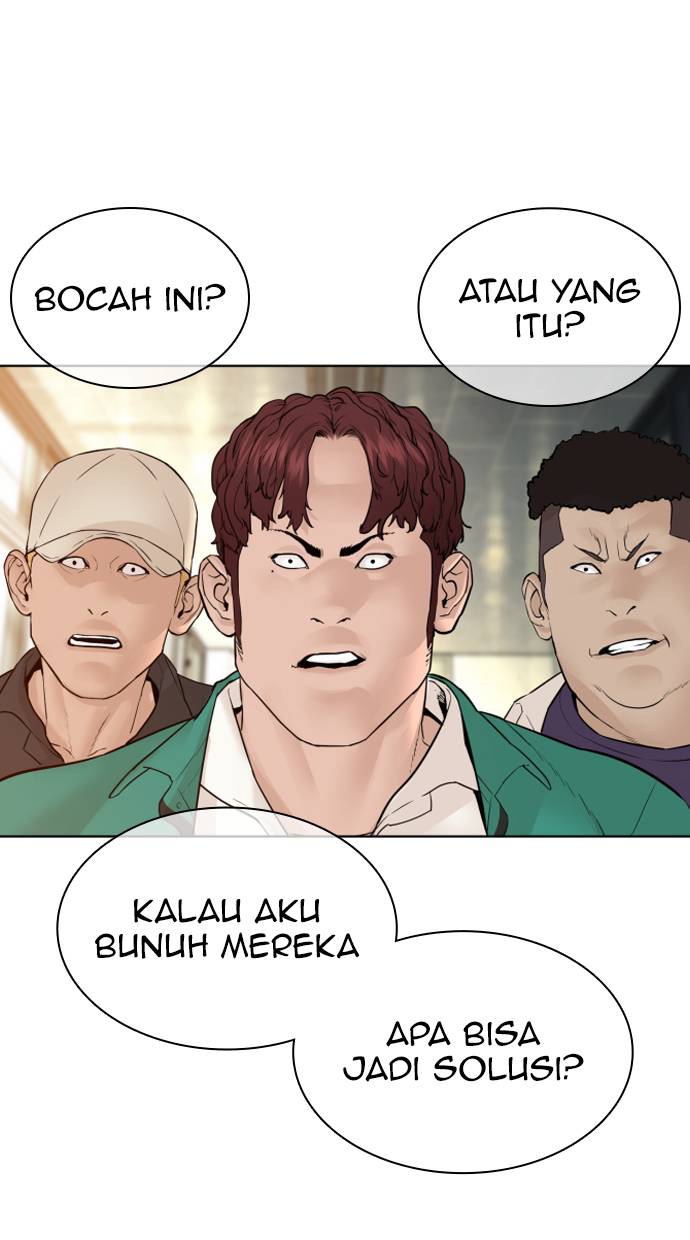 BOCAH INI?
ATAU YANG
ITU?
KALAU AKU
BUNUH MEREKA
APA BISA
JADI SOLUSI?